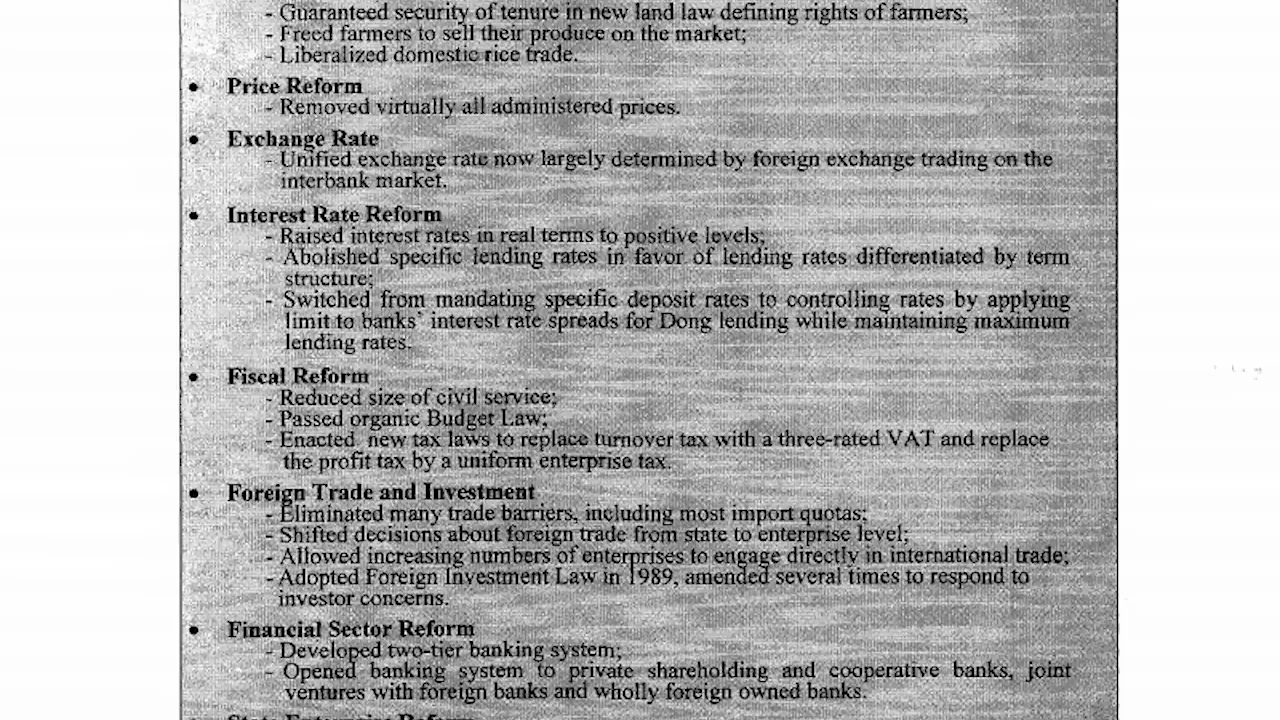 - Guaranteed security of tenure in new land law defining rights of farmers;
- Freed farmers to sell their produce on the market;
- Liberalized domestic rice trade.
• Price Reform
- Removed virtually all administered prices.
• Exchange Rate
- Unified exchange rate now largely determined by foreign exchange trading on the
interbank market.
• Interest Rate Reform
- Raised interest rates in real terms to positive levels;
- Abolished specific lending rates in favor of lending rates differentiated by term
structure;
- Switched from mandating specific deposit rates to controlling rates by applying
limit to banks' interest rate spreads for Dong lending while maintaining maximum
lending rates.
• Fiscal Reform
- Reduced size of civil service;
- Passed organic Budget Law;
- Enacted new tax laws to replace turnover tax with a three-rated VAT and replace
the profit tax by a uniform enterprise tax.
• Foreign Trade and Investment
- Eliminated many trade barriers, including most import quotas;
- Shifted decisions about foreign trade from state to enterprise level;
- Allowed increasing numbers of enterprises to engage directly in international trade;
- Adopted Foreign Investment Law in 1989, amended several times to respond to
investor concerns.
• Financial Sector Reform
- Developed two-tier banking system;
- Opened banking system to private shareholding and cooperative banks, joint
ventures with foreign banks and wholly foreign owned banks.
• State Enterprise Reform